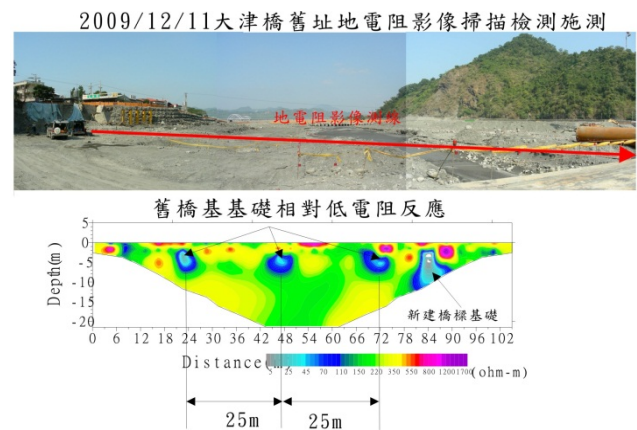 2009/12/11大津橋舊址地電阻影像掃描檢測施測
地電阻影像測線
舊橋基基礎相對低電阻反應
5
0
-5
-10
-15
-20
Depth(m)
新建橋樑基礎
0 6 12 18 24 30 36 42 48 54 60 66 72 78 84 90 96 102
Distance(m)
5 25 45 70 110 150 220 350 550 800 1200 1700 (ohm-m)
25m 25m